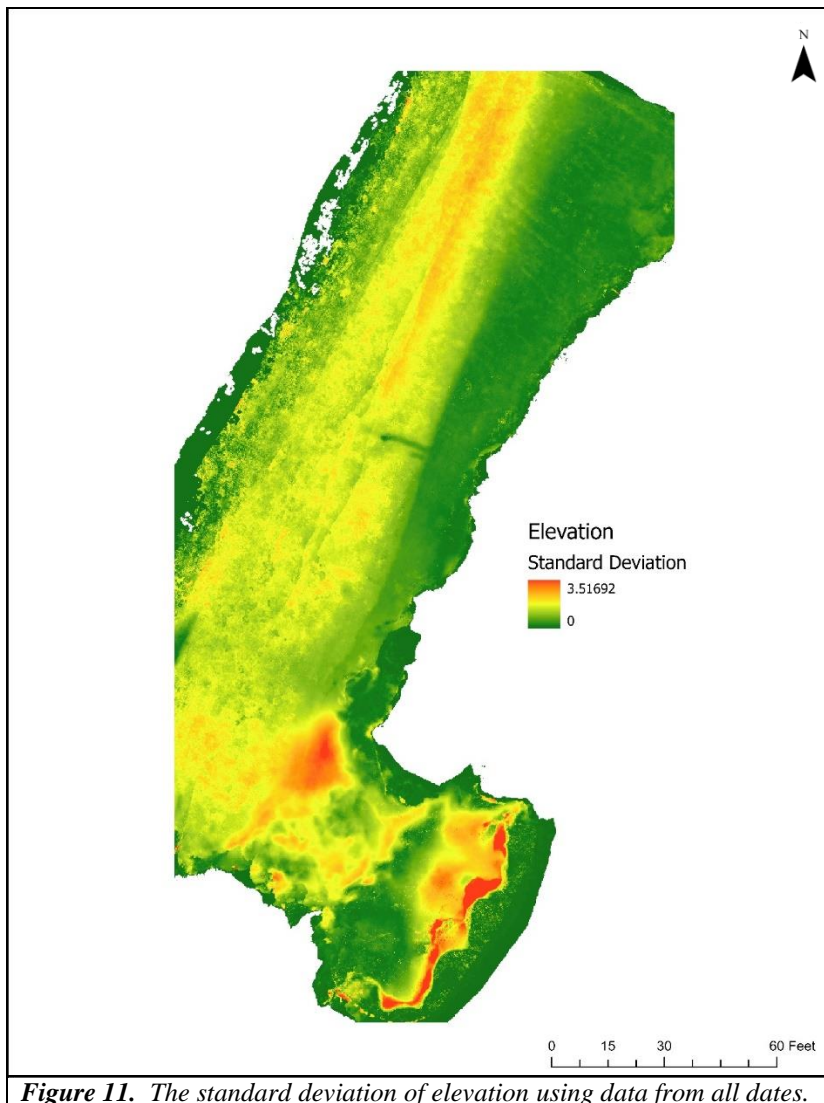 N
Elevation
Standard Deviation
3.51692
0
0 15 30 60 Feet
Figure 11. The standard deviation of elevation using data from all dates.